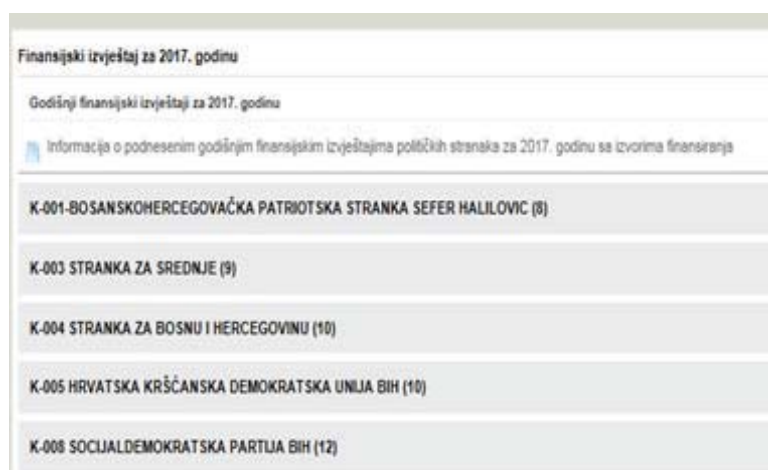 Finansijski izvještaj za 2017. godinu
Godišnji finansijski izvještaji za 2017. godinu
Informacija o podnesenim godišnjim finansijskim izvještajima političkih stranaka za 2017. godinu sa izvorima finansiranja
K-001-BOSANSKOHERCEGOVAČKA PATRIOTSKA STRANKA SEFER HALILOVIC (8)
K-003 STRANKA ZA SREDNJE (9)
K-004 STRANKA ZA BOSNU I HERCEGOVINU (10)
K-005 HRVATSKA KRŠĆANSKA DEMOKRATSKA UNIJA BIH (10)
K-008 SOCIJALDEMOKRATSKA PARTIJA BIH (12)